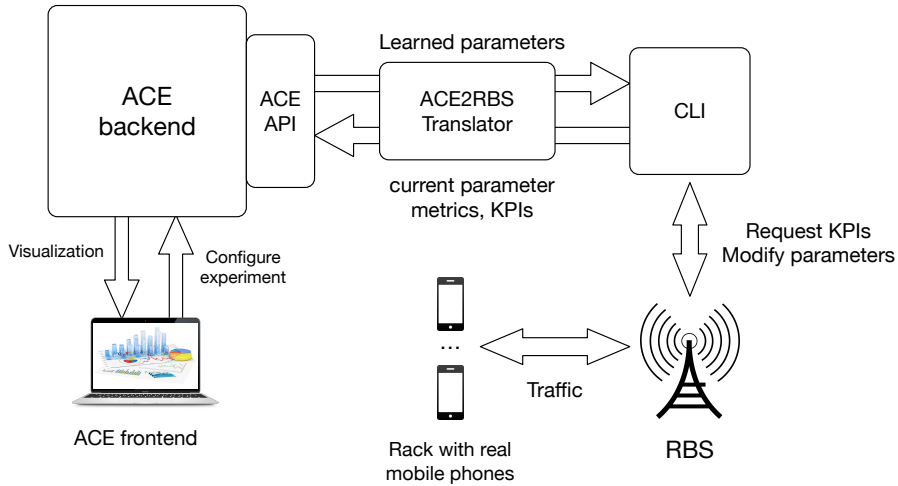 Learned parameters
ACE
backend
ACE
API
ACE2RBS
Translator
CLI
current parameter
metrics, KPIs
Visualization
Configure
experiment
Request KPIs
Modify parameters
...
Traffic
ACE frontend
Rack with real
mobile phones
RBS